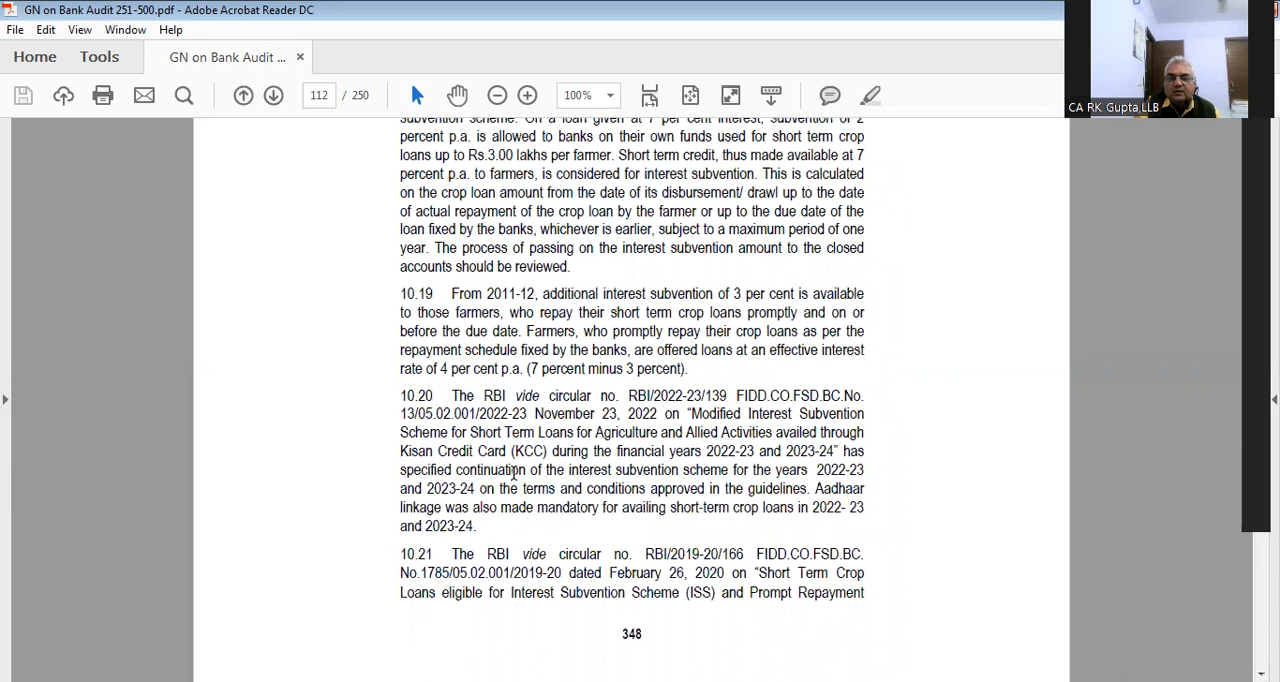 GN on Bank Audit 251-500.pdf - Adobe Acrobat Reader DC
File Edit View Window Help
Home Tools GN on Bank Audit ... ×
112 / 250 100%
CA RK Gupta,LLB
percent p.a. is allowed to banks on their own funds used for short term crop
loans up to Rs.3.00 lakhs per farmer. Short term credit, thus made available at 7
percent p.a. to farmers, is considered for interest subvention. This is calculated
on the crop loan amount from the date of its disbursement/ drawl up to the date
of actual repayment of the crop loan by the farmer or up to the due date of the
loan fixed by the banks, whichever is earlier, subject to a maximum period of one
year. The process of passing on the interest subvention amount to the closed
accounts should be reviewed.
10.19 From 2011-12, additional interest subvention of 3 per cent is available
to those farmers, who repay their short term crop loans promptly and on or
before the due date. Farmers, who promptly repay their crop loans as per the
repayment schedule fixed by the banks, are offered loans at an effective interest
rate of 4 per cent p.a. (7 percent minus 3 percent).
10.20 The RBI vide circular no. RBI/2022-23/139 FIDD.CO.FSD.BC.No.
13/05.02.001/2022-23 November 23, 2022 on “Modified Interest Subvention
Scheme for Short Term Loans for Agriculture and Allied Activities availed through
Kisan Credit Card (KCC) during the financial years 2022-23 and 2023-24” has
specified continuation of the interest subvention scheme for the years 2022-23
and 2023-24 on the terms and conditions approved in the guidelines. Aadhaar
linkage was also made mandatory for availing short-term crop loans in 2022- 23
and 2023-24.
10.21 The RBI vide circular no. RBI/2019-20/166 FIDD.CO.FSD.BC.
No.1785/05.02.001/2019-20 dated February 26, 2020 on “Short Term Crop
Loans eligible for Interest Subvention Scheme (ISS) and Prompt Repayment
348